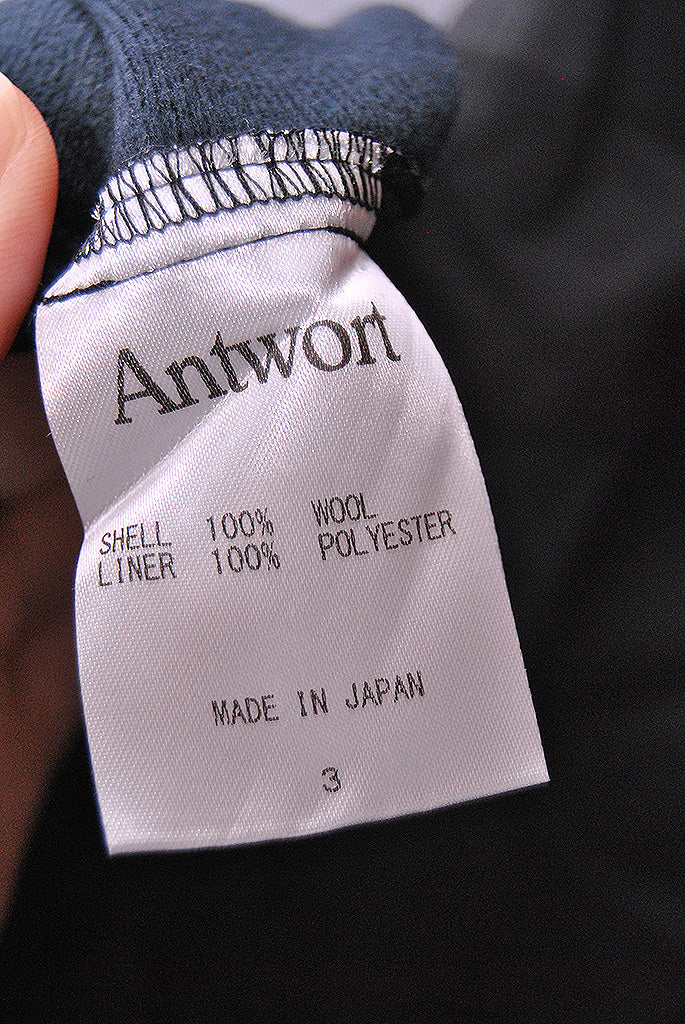 Antwort
SHELL 100% WOOL
LINER 100% POLYESTER
MADE IN JAPAN
3